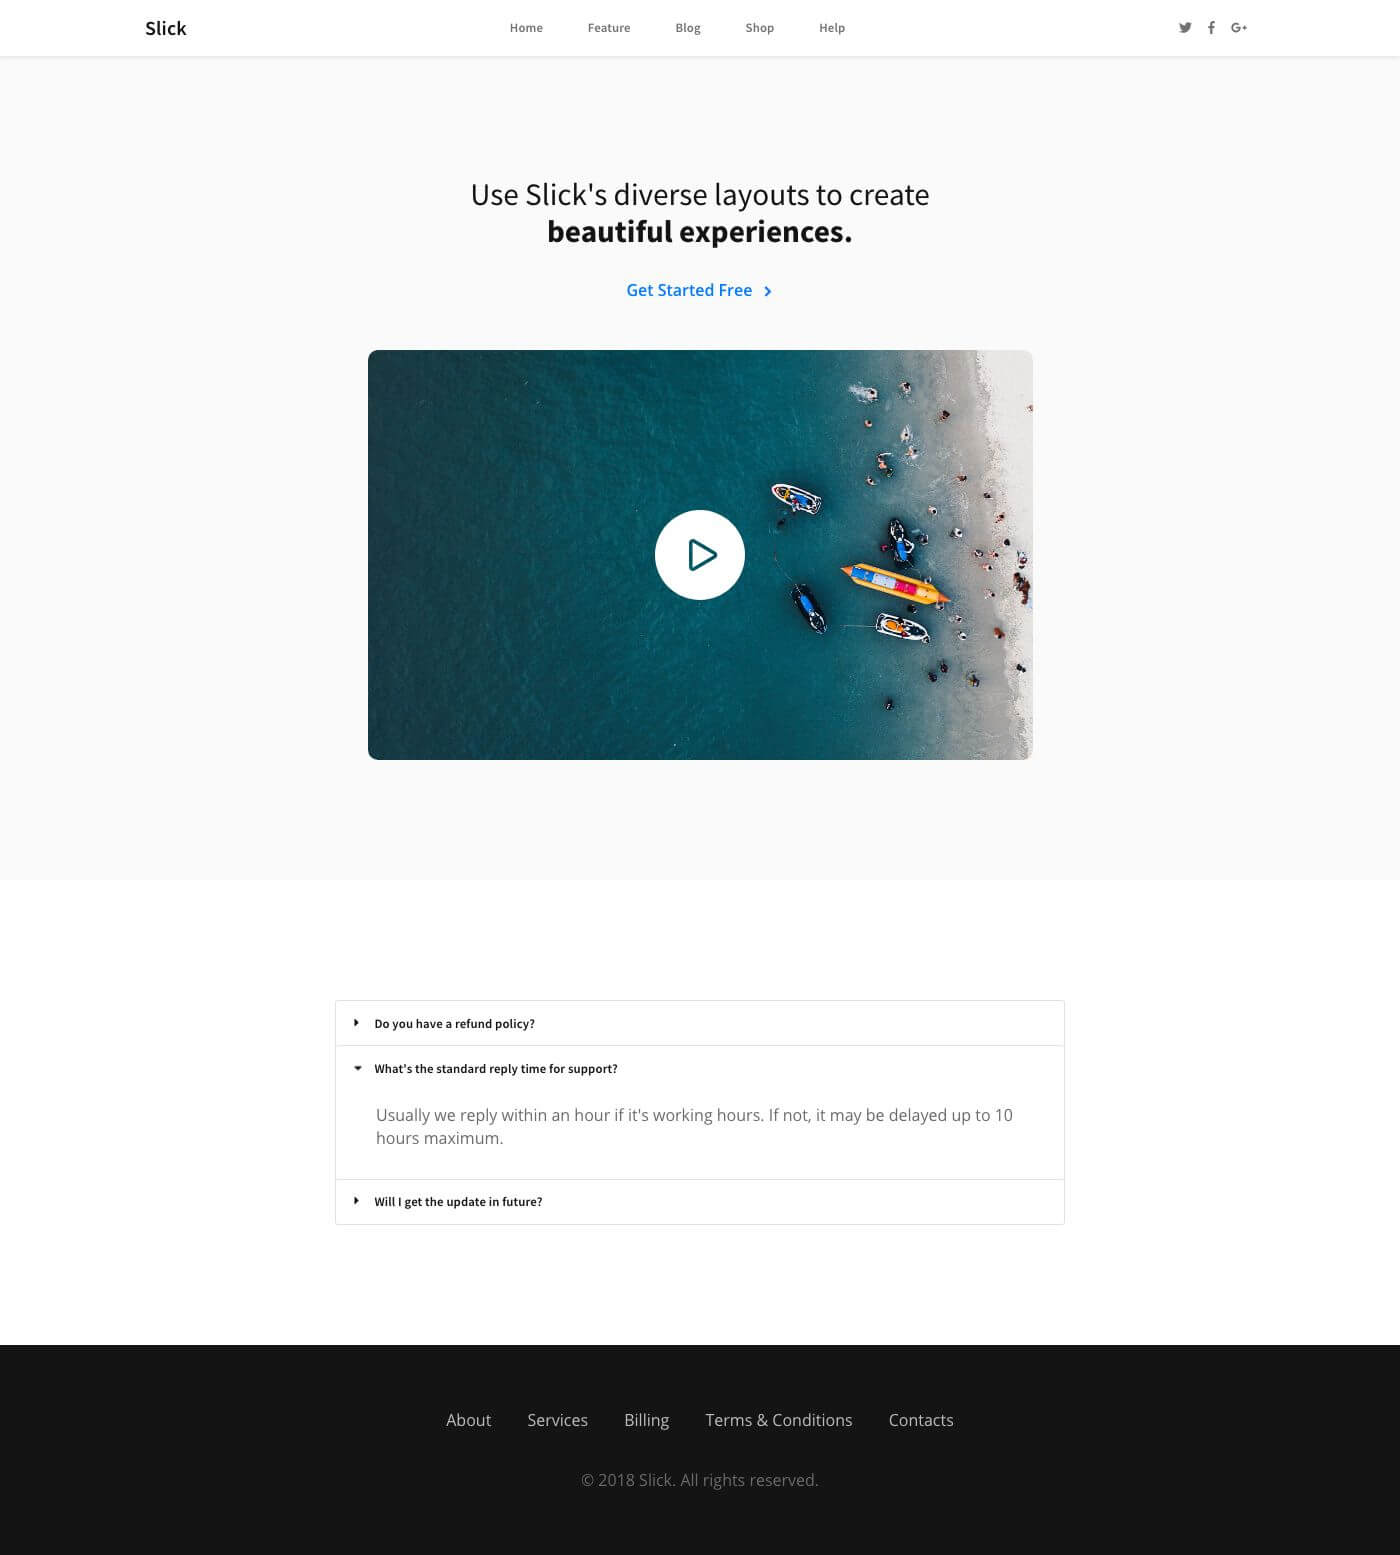 Slick
Home Feature Blog Shop Help
Use Slick's diverse layouts to create
beautiful experiences.
Get Started Free
Do you have a refund policy?
What's the standard reply time for support?
Usually we reply within an hour if it's working hours. If not, it may be delayed up to 10
hours maximum.
Will I get the update in future?
About Services Billing Terms & Conditions Contacts
© 2018 Slick. All rights reserved.